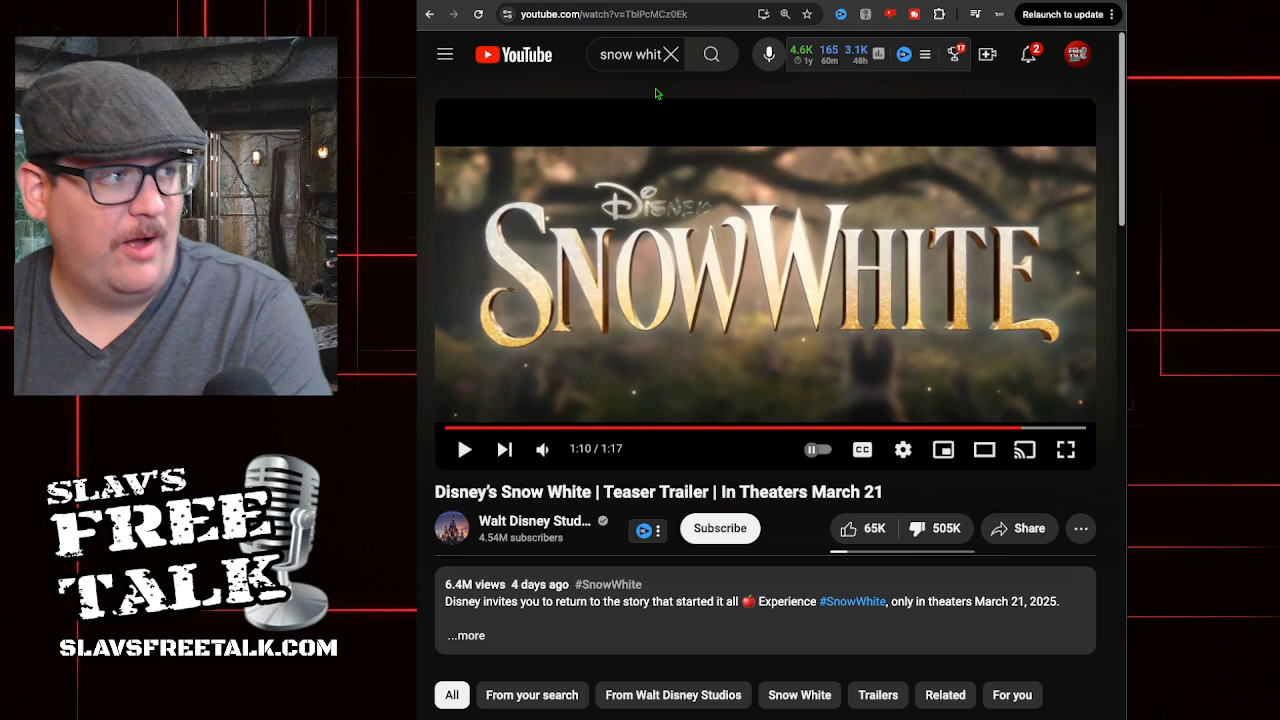 youtube.com/watch?v=TbiPcMCz0Ek
Relaunch to update
YouTube
snow whit
4.6K 165 3.1K
1y 60m 48h
17
2
Disney
SNOW WHITE
1:10 / 1:17
CC
Disney's Snow White | Teaser Trailer | In Theaters March 21
Walt Disney Stud...
4.54M subscribers
Subscribe
65K
505K
Share
6.4M views 4 days ago #SnowWhite
Disney invites you to return to the story that started it all 🍎 Experience #SnowWhite, only in theaters March 21, 2025.
...more
All
From your search
From Walt Disney Studios
Snow White
Trailers
Related
For you
SLAV'S
FREE
TALK
SLAVSFREETALK.COM